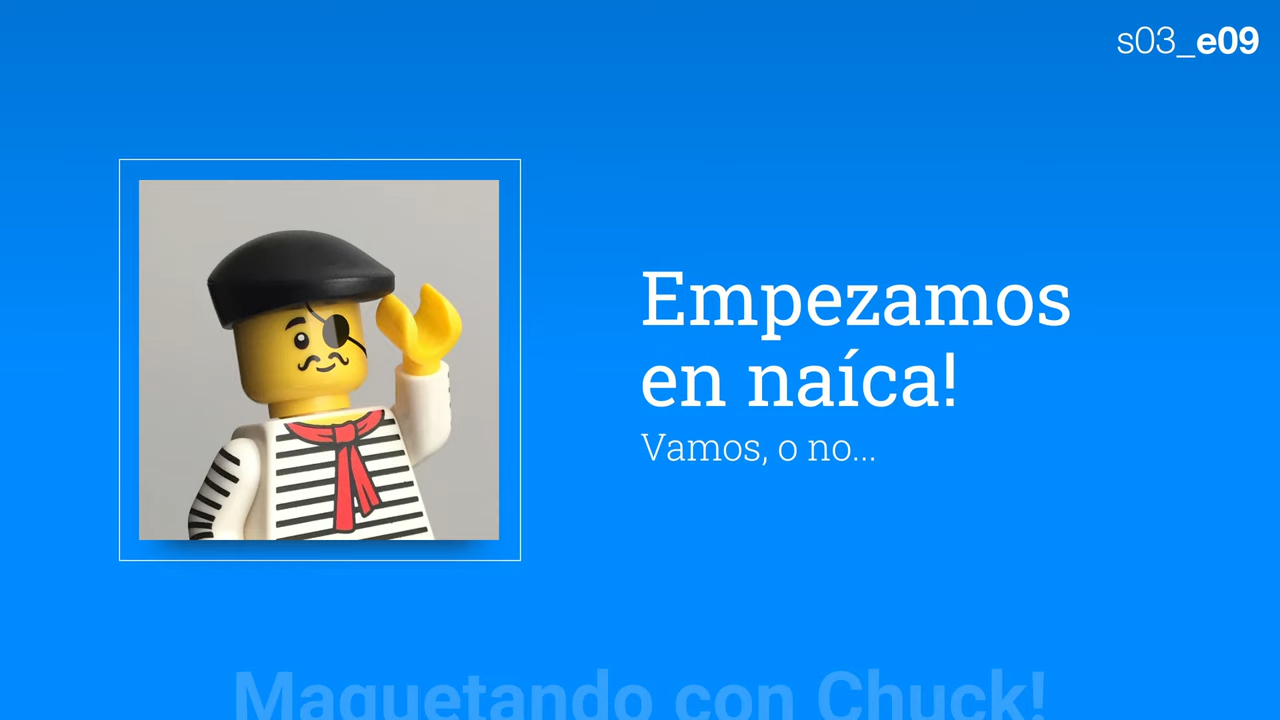 s03_e09
Empezamos
en naíca!
Vamos, o no...
Maquetando con Chuck!